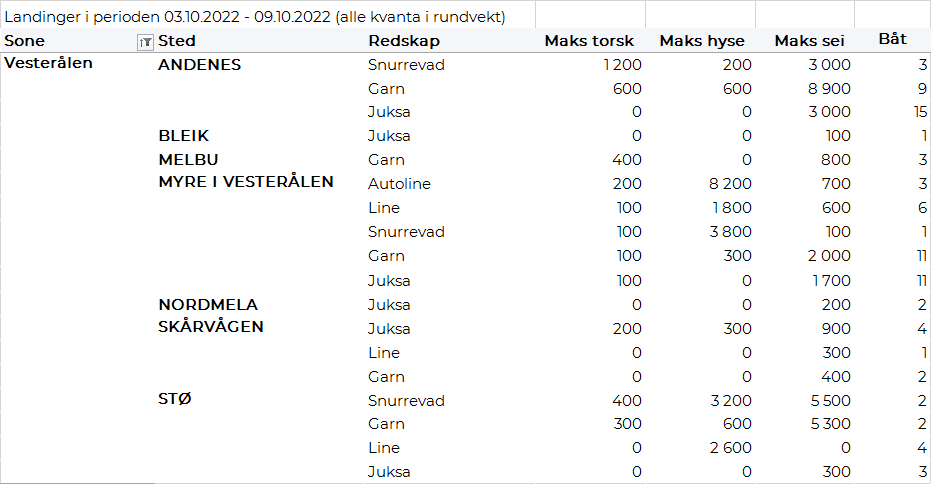 Landinger i perioden 03.10.2022 - 09.10.2022 (alle kvanta i rundvekt)
Sone Sted Redskap Maks torsk Maks hyse Maks sei Båt
Vesterålen ANDENES Snurrevad 1 200 200 3 000 3
Garn 600 600 8 900 9
Juksa 0 0 3 000 15
BLEIK Juksa 0 0 100 1
MELBU Garn 400 0 800 3
MYRE I VESTERÅLEN Autoline 200 8 200 700 3
Line 100 1 800 600 6
Snurrevad 100 3 800 100 1
Garn 100 300 2 000 11
Juksa 100 0 1 700 11
NORDMELA Juksa 0 0 200 2
SKÅRVÅGEN Juksa 200 300 900 4
Line 0 0 300 1
Garn 0 0 400 2
STØ Snurrevad 400 3 200 5 500 2
Garn 300 600 5 300 2
Line 0 2 600 0 4
Juksa 0 0 300 3